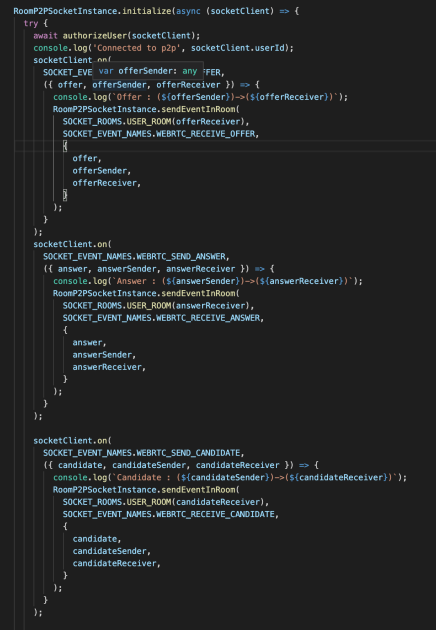 RoomP2PSocketInstance.initialize(async (socketClient) => {
try {
await authorizeUser(socketClient);
console.log('Connected to p2p', socketClient.userId);
socketClient.on(
var offerSender: any
SOCKET_EVE FFER,
({ offer, offerSender, offerReceiver }) => {
console.log(`Offer : (${offerSender})->(${offerReceiver})`);
RoomP2PSocketInstance.sendEventInRoom(
SOCKET_ROOMS.USER_ROOM(offerReceiver),
SOCKET_EVENT_NAMES.WEBRTC_RECEIVE_OFFER,
{
offer,
offerSender,
offerReceiver,
}
);
}
);
socketClient.on(
SOCKET_EVENT_NAMES.WEBRTC_SEND_ANSWER,
({ answer, answerSender, answerReceiver }) => {
console.log(`Answer : (${answerSender})->(${answerReceiver})`);
RoomP2PSocketInstance.sendEventInRoom(
SOCKET_ROOMS.USER_ROOM(answerReceiver),
SOCKET_EVENT_NAMES.WEBRTC_RECEIVE_ANSWER,
{
answer,
answerSender,
answerReceiver,
}
);
}
);
socketClient.on(
SOCKET_EVENT_NAMES.WEBRTC_SEND_CANDIDATE,
({ candidate, candidateSender, candidateReceiver }) => {
console.log(`Candidate : (${candidateSender})->(${candidateReceiver})`);
RoomP2PSocketInstance.sendEventInRoom(
SOCKET_ROOMS.USER_ROOM(candidateReceiver),
SOCKET_EVENT_NAMES.WEBRTC_RECEIVE_CANDIDATE,
{
candidate,
candidateSender,
candidateReceiver,
}
);
}
);